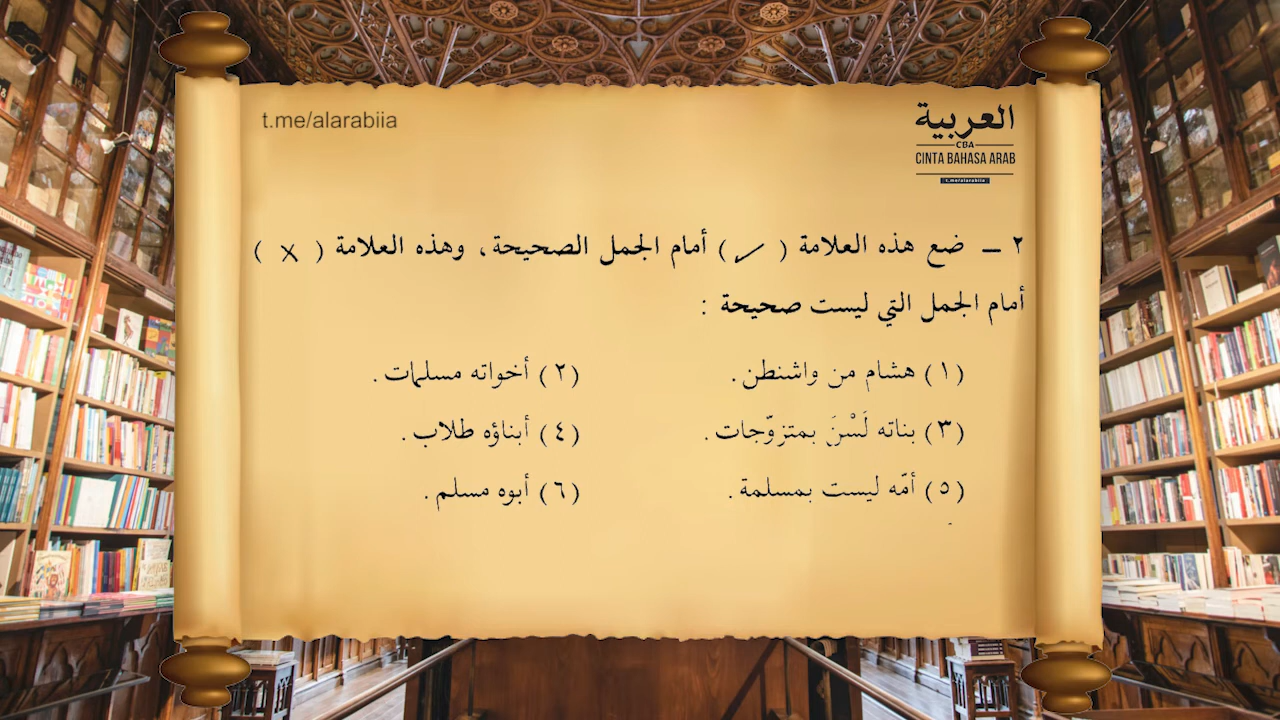 t.me/alarabiia
العربية
CBA
CINTA BAHASA ARAB
t.me/alarabiia
٢ – ضع هذه العلامة ( ✓ ) أمام الجمل الصحيحة، وهذه العلامة ( × )
أمام الجمل التي ليست صحيحة :
(١) هشام من واشنطن. (٢) أخواته مسلمات.
(٣) بناته لَسْنَ بمتزوّجات. (٤) أبناؤه طلاب.
(٥) أمّه ليست بمسلمة. (٦) أبوه مسلم.